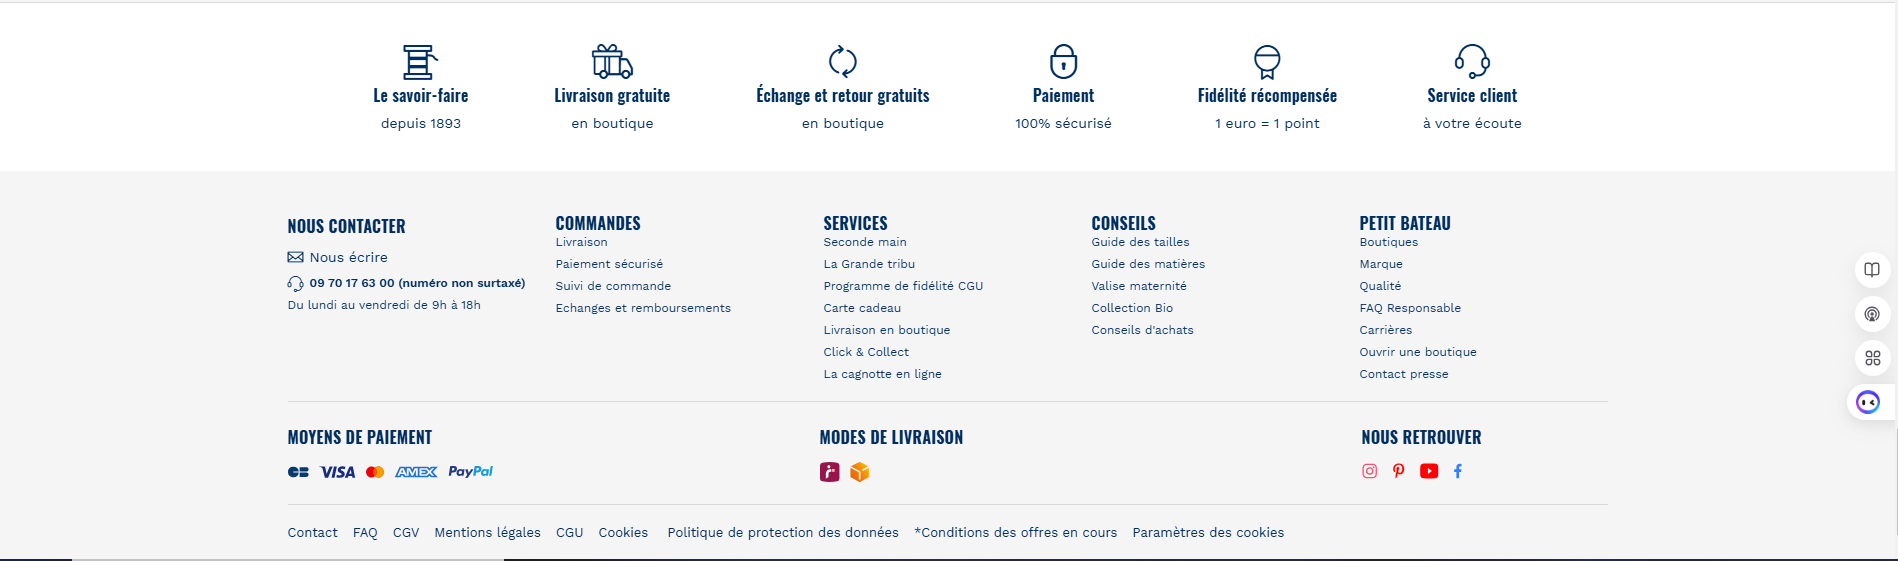 Le savoir-faire
depuis 1893
Livraison gratuite
en boutique
Échange et retour gratuits
en boutique
Paiement
100% sécurisé
Fidélité récompensée
1 euro = 1 point
Service client
à votre écoute
NOUS CONTACTER
Nous écrire
09 70 17 63 00 (numéro non surtaxé)
Du lundi au vendredi de 9h à 18h
COMMANDES
Livraison
Paiement sécurisé
Suivi de commande
Echanges et remboursements
SERVICES
Seconde main
La Grande tribu
Programme de fidélité CGU
Carte cadeau
Livraison en boutique
Click & Collect
La cagnotte en ligne
CONSEILS
Guide des tailles
Guide des matières
Valise maternité
Collection Bio
Conseils d'achats
PETIT BATEAU
Boutiques
Marque
Qualité
FAQ Responsable
Carrières
Ouvrir une boutique
Contact presse
MOYENS DE PAIEMENT
CB VISA AMEX PayPal
MODES DE LIVRAISON
NOUS RETROUVER
Contact FAQ CGV Mentions légales CGU Cookies Politique de protection des données *Conditions des offres en cours Paramètres des cookies